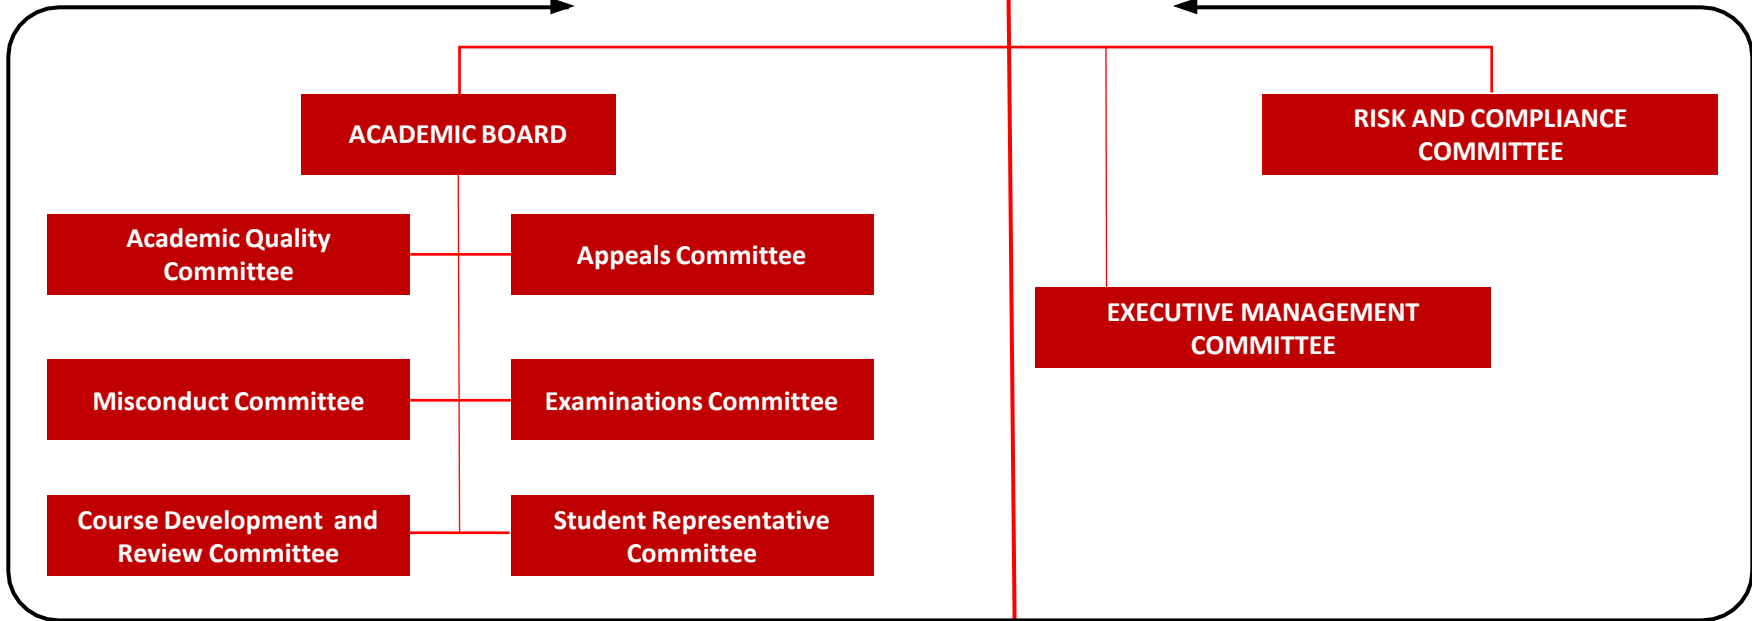 ACADEMIC BOARD
RISK AND COMPLIANCE
COMMITTEE
Academic Quality
Committee
Appeals Committee
EXECUTIVE MANAGEMENT
COMMITTEE
Misconduct Committee
Examinations Committee
Course Development and
Review Committee
Student Representative
Committee